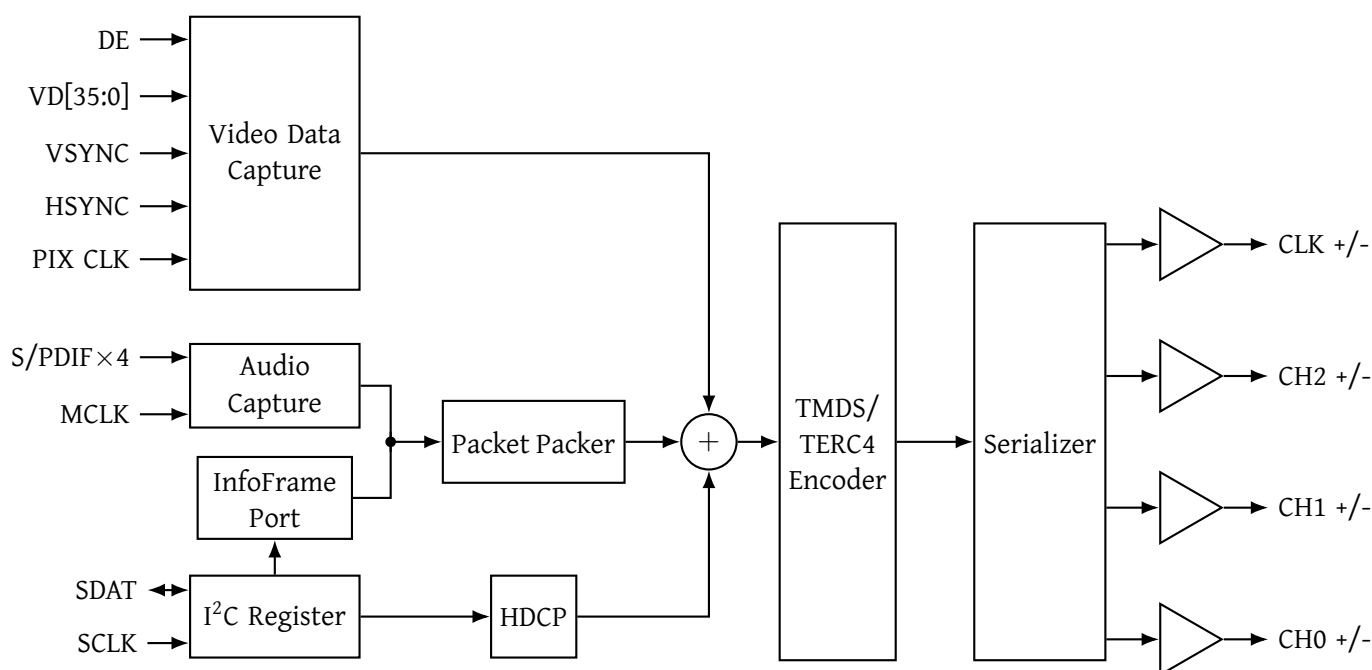 DE
VD[35:0]
VSYNC
HSYNC
PIX CLK
Video Data
Capture
S/PDIF×4
MCLK
Audio
Capture
InfoFrame
Port
SDAT
SCLK
I²C Register
Packet Packer
HDCP
+
TMDS/
TERC4
Encoder
Serializer
CLK +/-
CH2 +/-
CH1 +/-
CH0 +/-